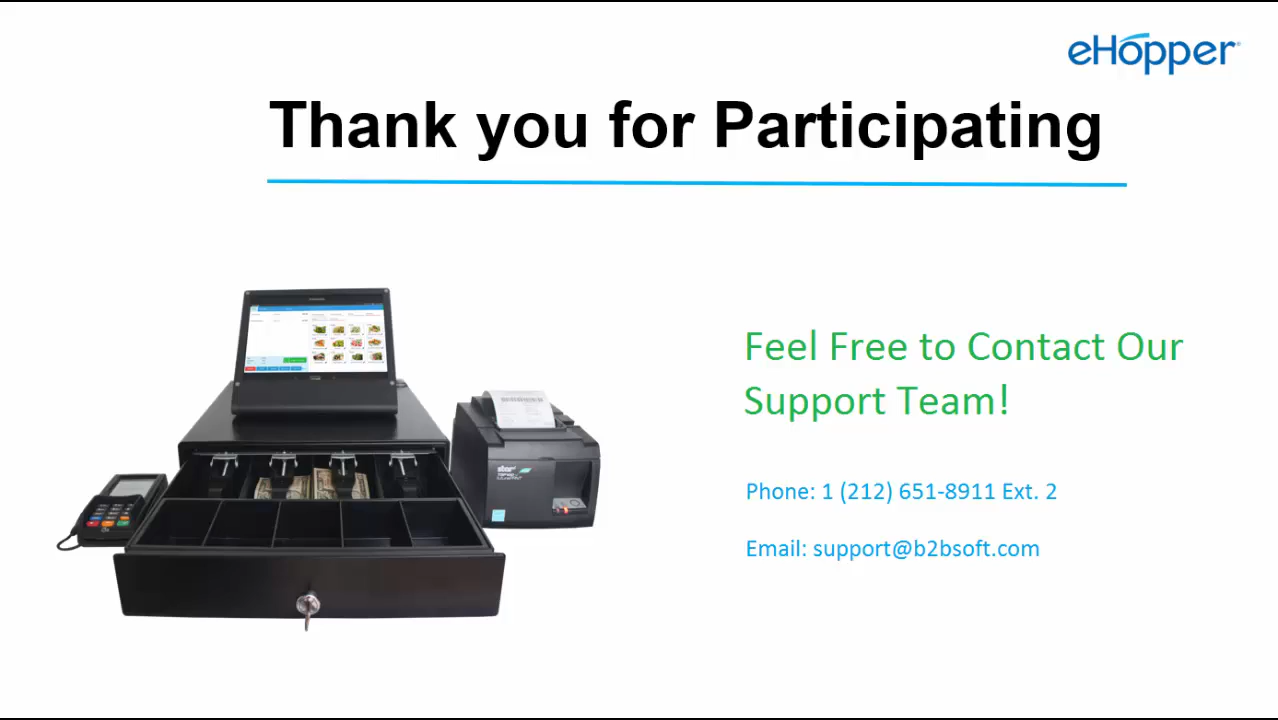 eHopper
Thank you for Participating
Feel Free to Contact Our
Support Team!
Phone: 1 (212) 651-8911 Ext. 2
Email: support@b2bsoft.com
star